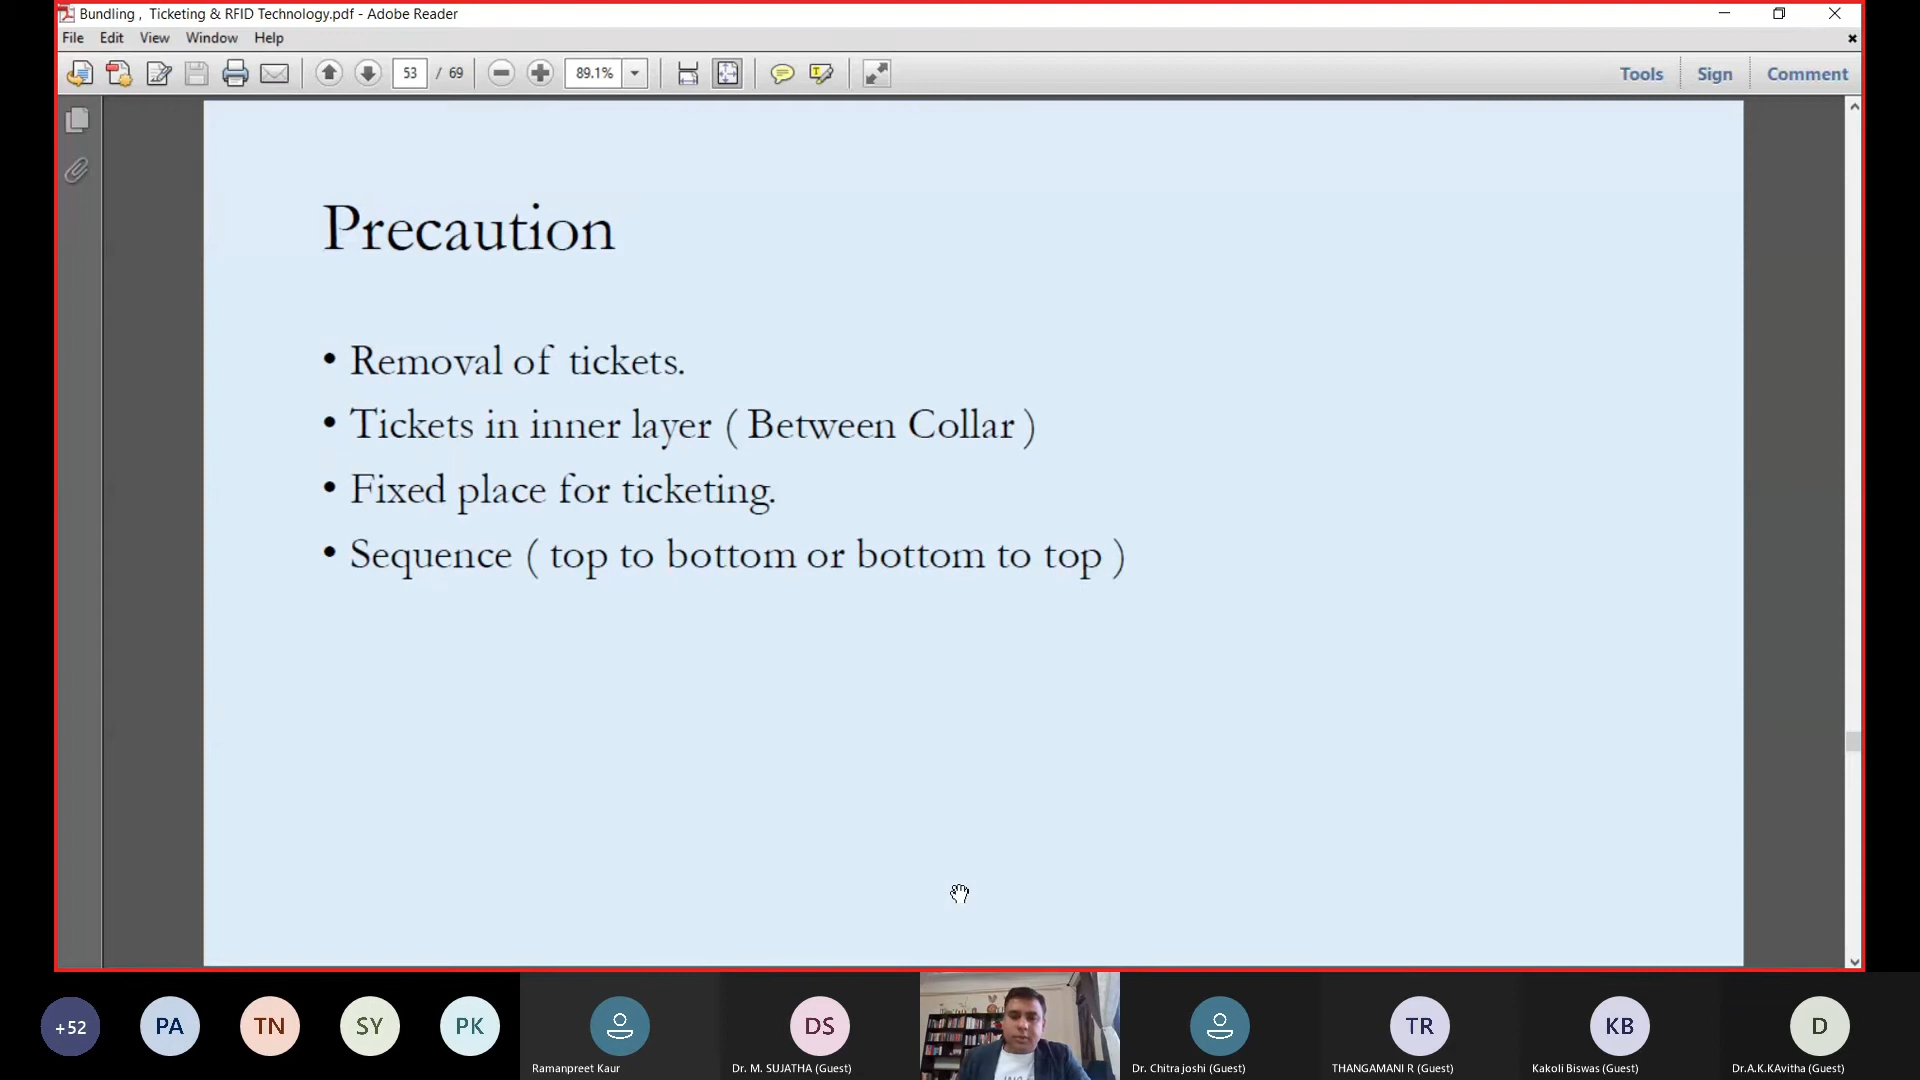 Bundling , Ticketing & RFID Technology.pdf - Adobe Reader
File Edit View Window Help
53 / 69 89.1% Tools Sign Comment
Precaution
• Removal of tickets.
• Tickets in inner layer ( Between Collar )
• Fixed place for ticketing.
• Sequence ( top to bottom or bottom to top )
+52 PA TN SY PK DS TR KB D
Ramanpreet Kaur Dr. M. SUJATHA (Guest) Dr. Chitra joshi (Guest) THANGAMANI R (Guest) Kakoli Biswas (Guest) Dr.A.K.KAvitha (Guest)